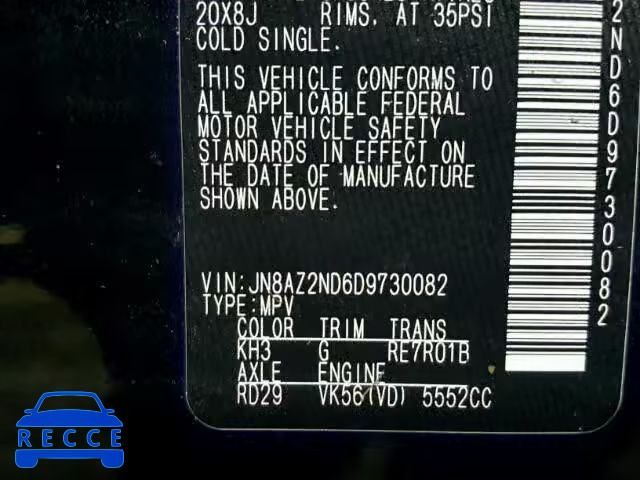 20X8J RIMS. AT 35PSI
COLD SINGLE.
THIS VEHICLE CONFORMS TO
ALL APPLICABLE FEDERAL
MOTOR VEHICLE SAFETY
STANDARDS IN EFFECT ON
THE DATE OF MANUFACTURE
SHOWN ABOVE.
VIN:JN8AZ2ND6D9730082
TYPE:MPV
COLOR TRIM TRANS
KH3 G RE7R01B
AXLE ENGINE
RD29 VK56(VD) 5552CC
2ND6D9730082
RECCE